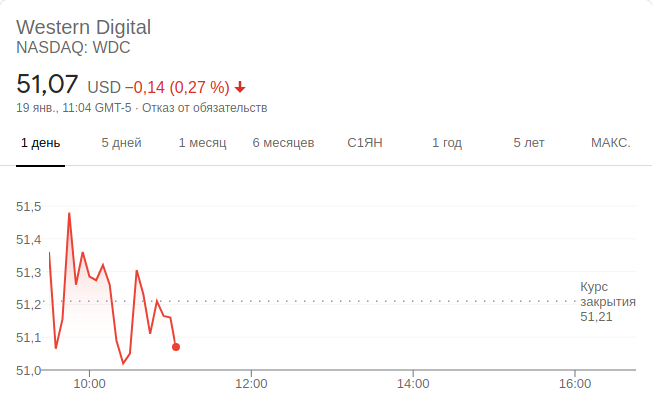 Western Digital
NASDAQ: WDC
51,07 USD −0,14 (0,27 %)
19 янв., 11:04 GMT-5 · Отказ от обязательств
1 день 5 дней 1 месяц 6 месяцев С1ЯН 1 год 5 лет МАКС.
51,5
51,4
51,3
51,2
51,1
51,0
Курс
закрытия
51,21
10:00 12:00 14:00 16:00